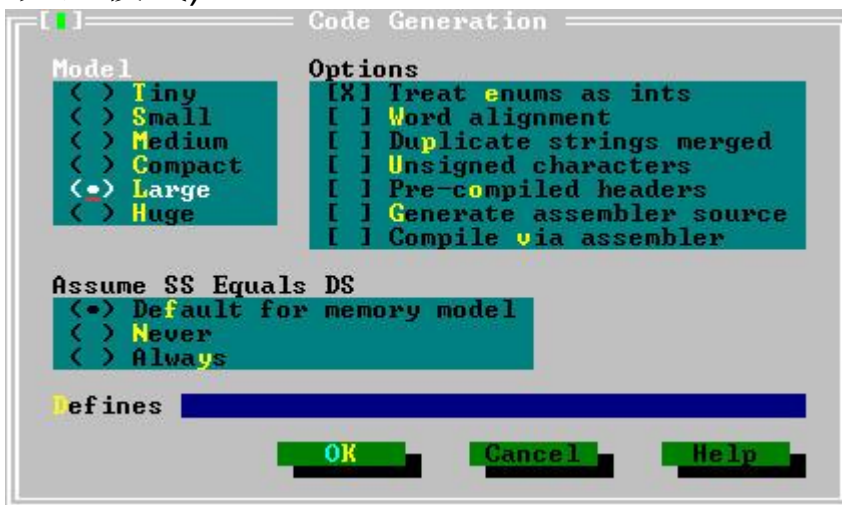 [■] Code Generation
Model
( ) Tiny
( ) Small
( ) Medium
( ) Compact
(•) Large
( ) Huge
Options
[X] Treat enums as ints
[ ] Word alignment
[ ] Duplicate strings merged
[ ] Unsigned characters
[ ] Pre-compiled headers
[ ] Generate assembler source
[ ] Compile via assembler
Assume SS Equals DS
(•) Default for memory model
( ) Never
( ) Always
Defines
OK Cancel Help